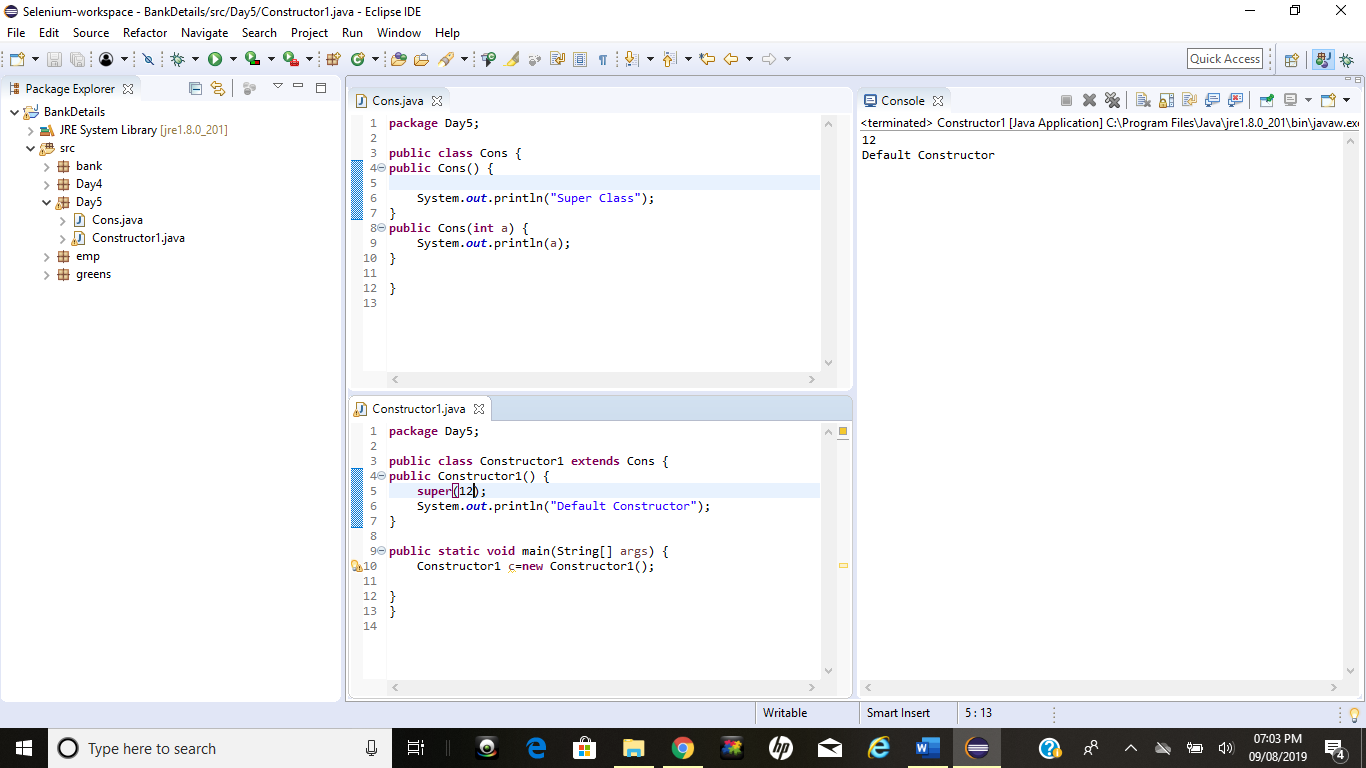 Selenium-workspace - BankDetails/src/Day5/Constructor1.java - Eclipse IDE
File Edit Source Refactor Navigate Search Project Run Window Help
Quick Access
Package Explorer
BankDetails
JRE System Library [jre1.8.0_201]
src
bank
Day4
Day5
Cons.java
Constructor1.java
emp
greens
Cons.java
1 package Day5;
2
3 public class Cons {
4 public Cons() {
5
6     System.out.println("Super Class");
7 }
8 public Cons(int a) {
9     System.out.println(a);
10 }
11
12 }
13
Constructor1.java
1 package Day5;
2
3 public class Constructor1 extends Cons {
4 public Constructor1() {
5     super(12);
6     System.out.println("Default Constructor");
7 }
8
9 public static void main(String[] args) {
10     Constructor1 c=new Constructor1();
11
12 }
13 }
14
Console
<terminated> Constructor1 [Java Application] C:\Program Files\Java\jre1.8.0_201\bin\javaw.exe
12
Default Constructor
Writable Smart Insert 5 : 13
Type here to search
07:03 PM
09/08/2019
4